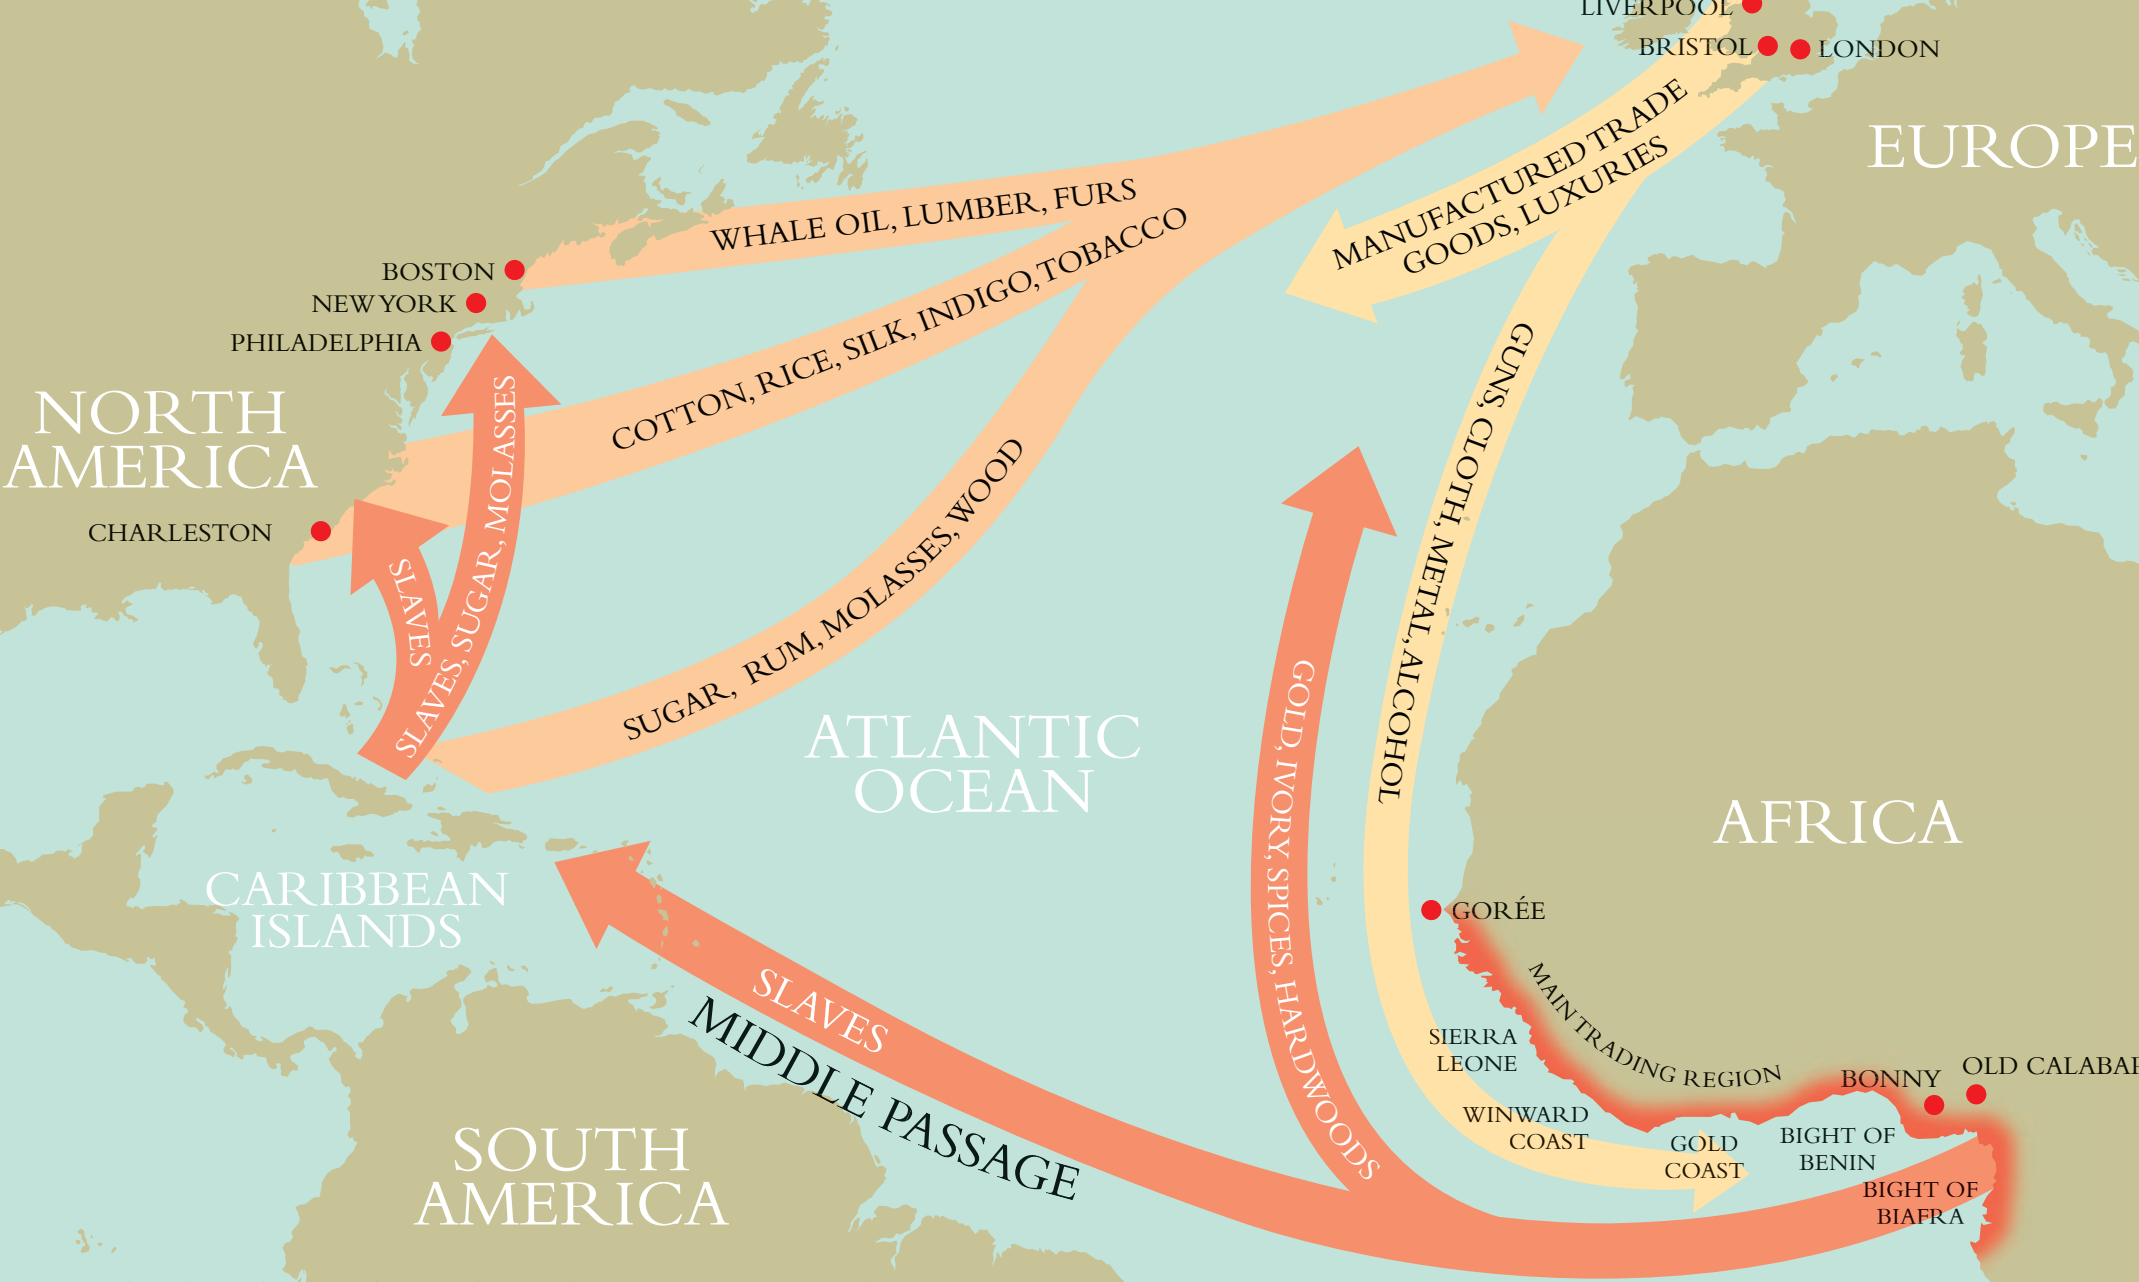 LIVERPOOL
BRISTOL
LONDON
EUROPE
MANUFACTURED TRADE
GOODS, LUXURIES
WHALE OIL, LUMBER, FURS
COTTON, RICE, SILK, INDIGO, TOBACCO
BOSTON
NEW YORK
PHILADELPHIA
NORTH
AMERICA
CHARLESTON
SLAVES
SLAVES, SUGAR, MOLASSES
SUGAR, RUM, MOLASSES, WOOD
GUNS, CLOTH, METAL, ALCOHOL
GOLD, IVORY, SPICES, HARDWOODS
ATLANTIC
OCEAN
AFRICA
CARIBBEAN
ISLANDS
GORÉE
MAIN TRADING REGION
SLAVES
MIDDLE PASSAGE
SIERRA
LEONE
WINWARD
COAST
GOLD
COAST
BIGHT OF
BENIN
BONNY
OLD CALABAR
BIGHT OF
BIAFRA
SOUTH
AMERICA